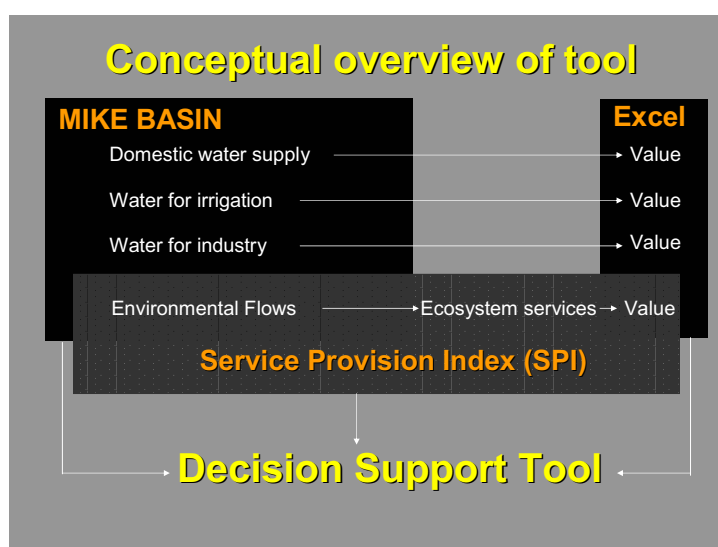 Conceptual overview of tool
MIKE BASIN
Excel
Domestic water supply
Value
Water for irrigation
Value
Water for industry
Value
Environmental Flows
Ecosystem services
Value
Service Provision Index (SPI)
Decision Support Tool